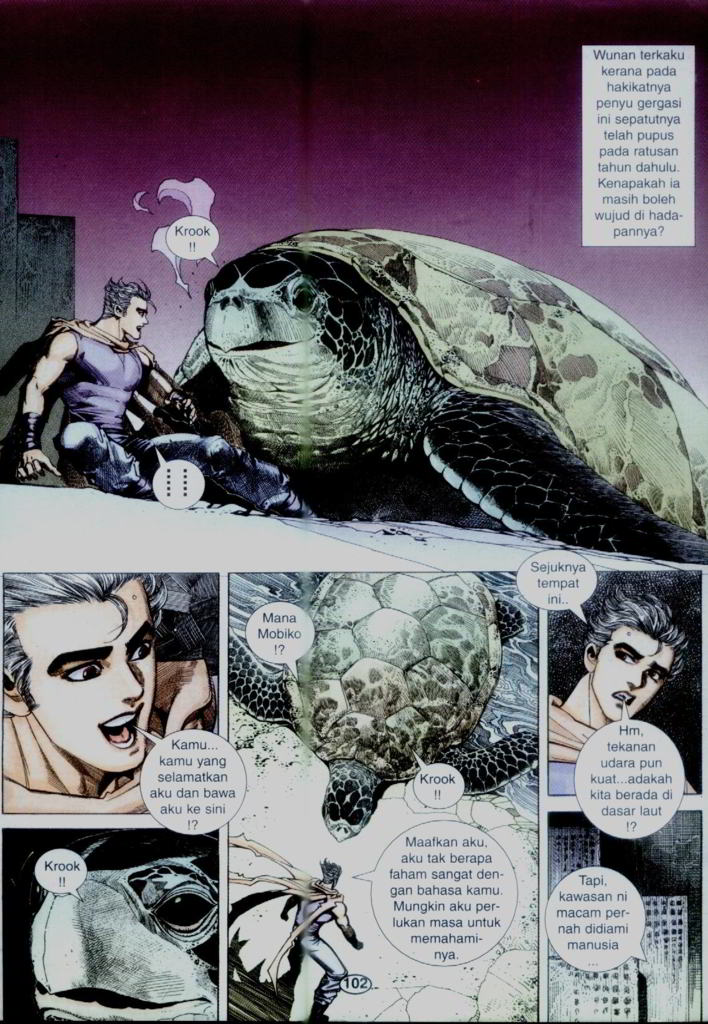 Wunan terkaku
kerana pada
hakikatnya
penyu gergasi
ini sepatutnya
telah pupus
pada ratusan
tahun dahulu.
Kenapakah ia
masih boleh
wujud di hada-
pannya?
Krook
!!
Kamu...
kamu yang
selamatkan
aku dan bawa
aku ke sini
!?
Krook
!!
Mana
Mobiko
!?
Krook
!!
Maafkan aku,
aku tak berapa
faham sangat den-
gan bahasa kamu.
Mungkin aku per-
lukan masa untuk
memahami-
nya.
Sejuknya
tempat
ini..
Hm,
tekanan
udara pun
kuat...adakah
kita berada di
dasar laut
!?
Tapi,
kawasan ni
macam per-
nah didiami
manusia
...
102